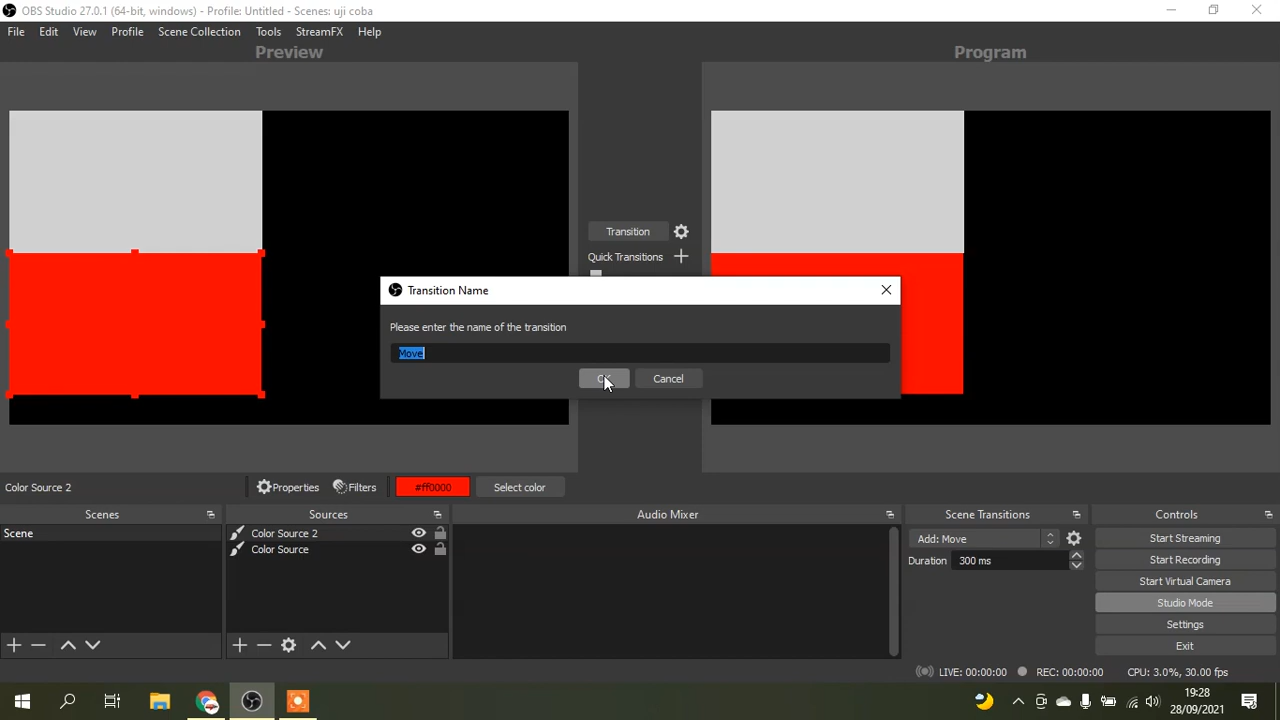 OBS Studio 27.0.1 (64-bit, windows) - Profile: Untitled - Scenes: uji coba
File Edit View Profile Scene Collection Tools StreamFX Help
Preview Program
Transition
Quick Transitions
Transition Name
Please enter the name of the transition
Move
OK Cancel
Color Source 2 Properties Filters #ff0000 Select color
Scenes Sources Audio Mixer Scene Transitions Controls
Scene
Color Source 2
Color Source
Add: Move
Duration 300 ms
Start Streaming
Start Recording
Start Virtual Camera
Studio Mode
Settings
Exit
LIVE: 00:00:00 REC: 00:00:00 CPU: 3.0%, 30.00 fps
19:28
28/09/2021